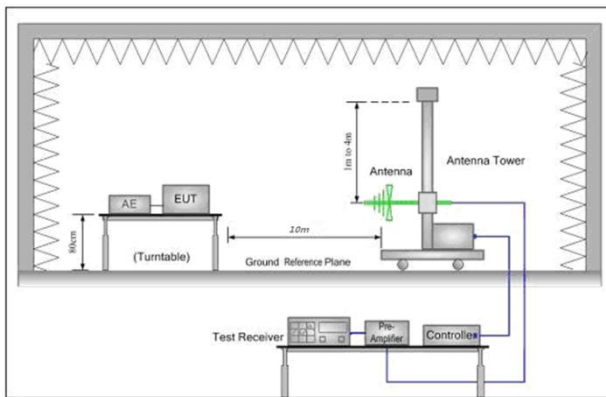 1m to 4m
Antenna
Antenna Tower
AE
EUT
80cm
(Turntable)
10m
Ground Reference Plane
Test Receiver
Pre-
Amplifier
Controller